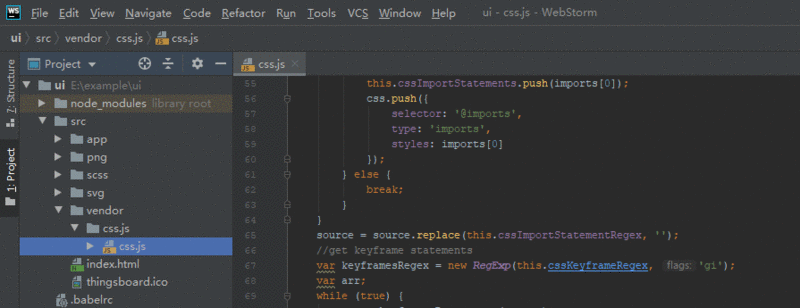 WS File Edit View Navigate Code Refactor Run Tools VCS Window Help ui - css.js - WebStorm
ui src vendor css.js css.js
Project css.js
ui E:\example\ui
node_modules library root
src
app
png
scss
svg
vendor
css.js
css.js
index.html
thingsboard.ico
.babelrc
7: Structure
1: Project
55 this.cssImportStatements.push(imports[0]);
56 css.push({
57 selector: '@imports',
58 type: 'imports',
59 styles: imports[0]
60 });
61 } else {
62 break;
63 }
64 }
65 source = source.replace(this.cssImportStatementRegex, '');
66 //get keyframe statements
67 var keyframesRegex = new RegExp(this.cssKeyframeRegex, flags: 'gi');
68 var arr;
69 while (true) {